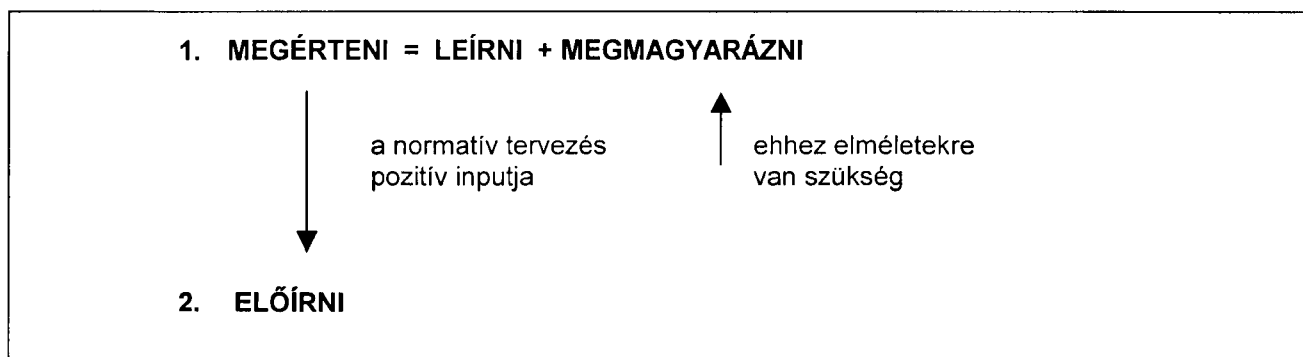 1. MEGÉRTENI = LEÍRNI + MEGMAGYARÁZNI
a normatív tervezés
pozitív inputja
ehhez elméletekre
van szükség
2. ELŐÍRNI